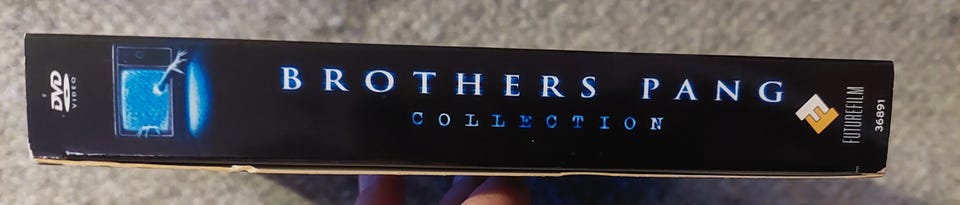 DVD
VIDEO
BROTHERS PANG
COLLECTION
FUTUREFILM
36891